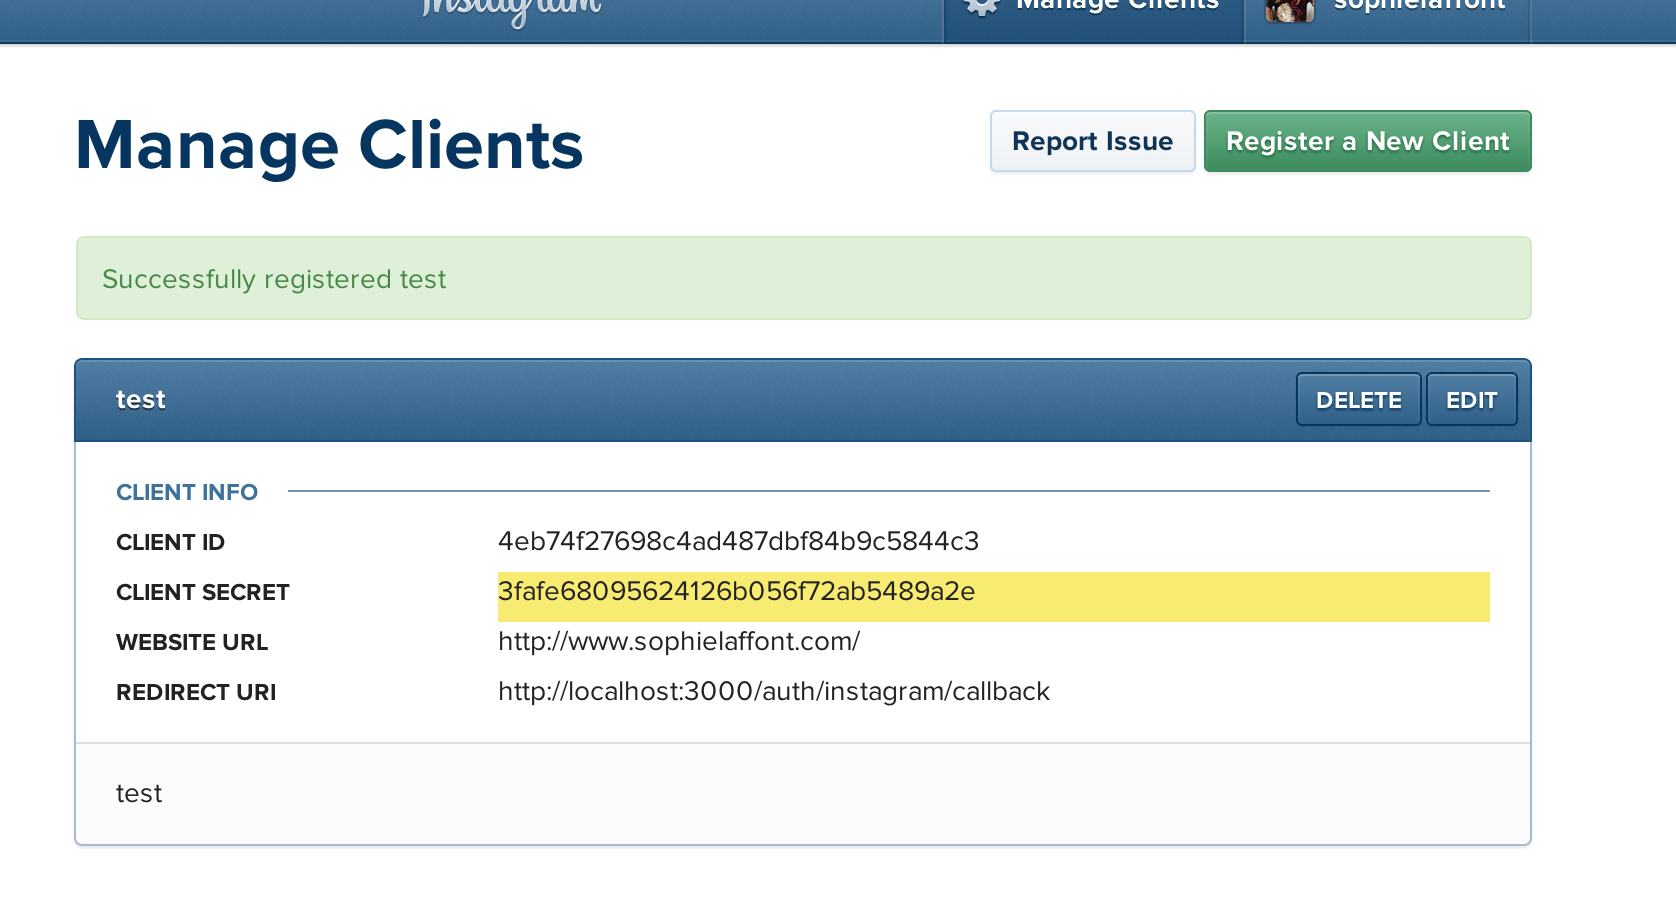 Instagram
Manage Clients
sophielaffont
Manage Clients
Report Issue
Register a New Client
Successfully registered test
test
DELETE
EDIT
CLIENT INFO
CLIENT ID 4eb74f27698c4ad487dbf84b9c5844c3
CLIENT SECRET 3fafe68095624126b056f72ab5489a2e
WEBSITE URL http://www.sophielaffont.com/
REDIRECT URI http://localhost:3000/auth/instagram/callback
test